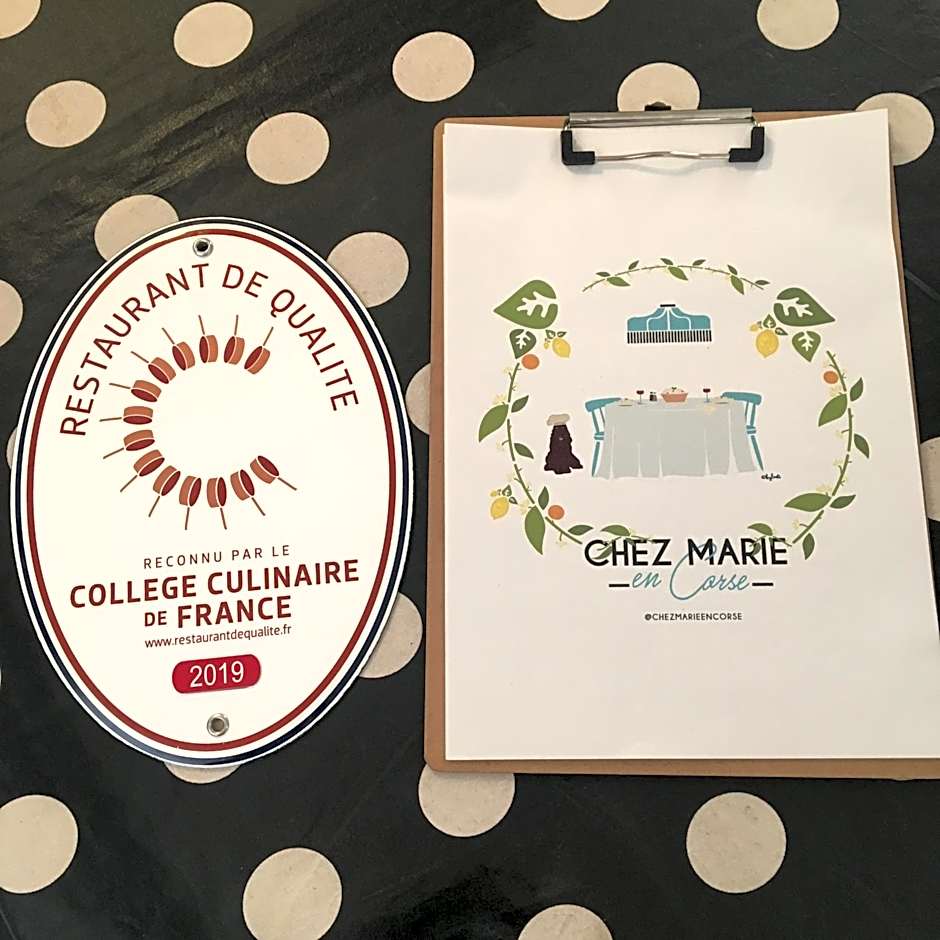 RESTAURANT DE QUALITE
RECONNU PAR LE
COLLEGE CULINAIRE
DE FRANCE
www.restaurantdequalite.fr
2019
CHEZ MARIE
en Corse
@CHEZMARIEENCORSE